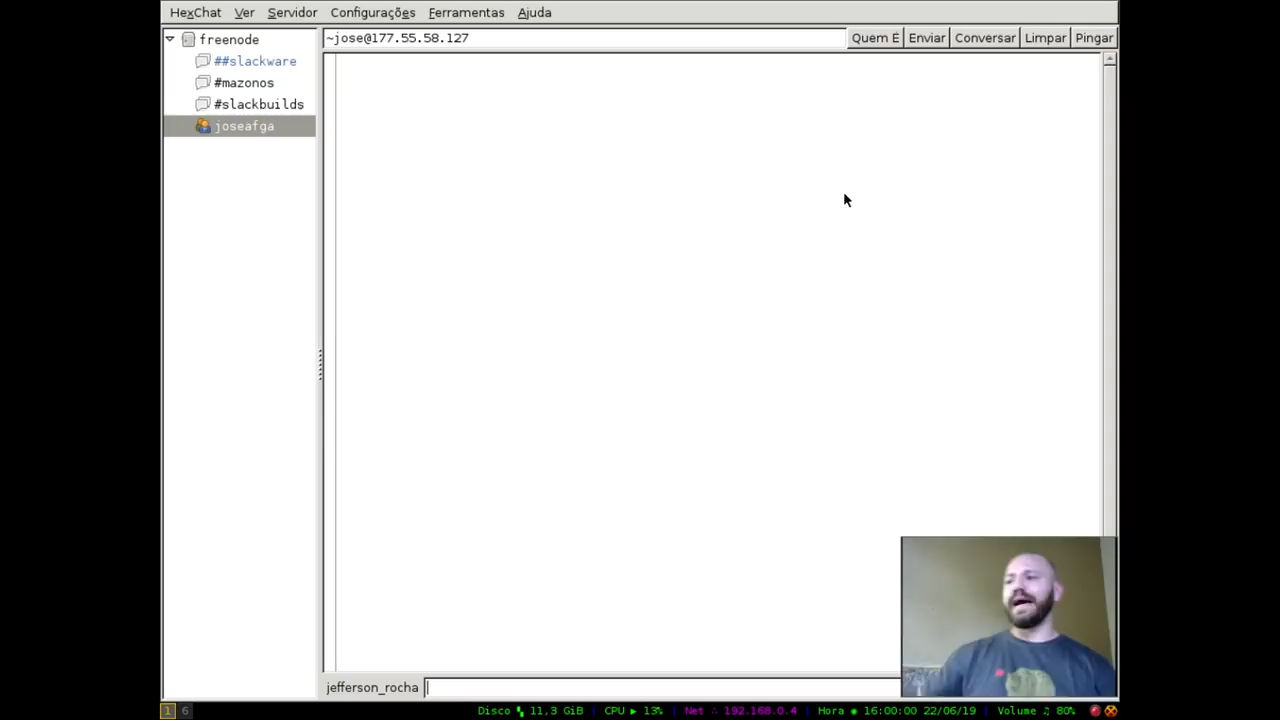 HexChat Ver Servidor Configurações Ferramentas Ajuda
freenode
##slackware
#mazonos
#slackbuilds
joseafga
~jose@177.55.58.127 Quem É Enviar Conversar Limpar Pingar
jefferson_rocha
1 6 Disco 11,3 GiB | CPU ▶ 13% | Net ∴ 192.168.0.4 | Hora ◉ 16:00:00 22/06/19 | Volume ♫ 80%